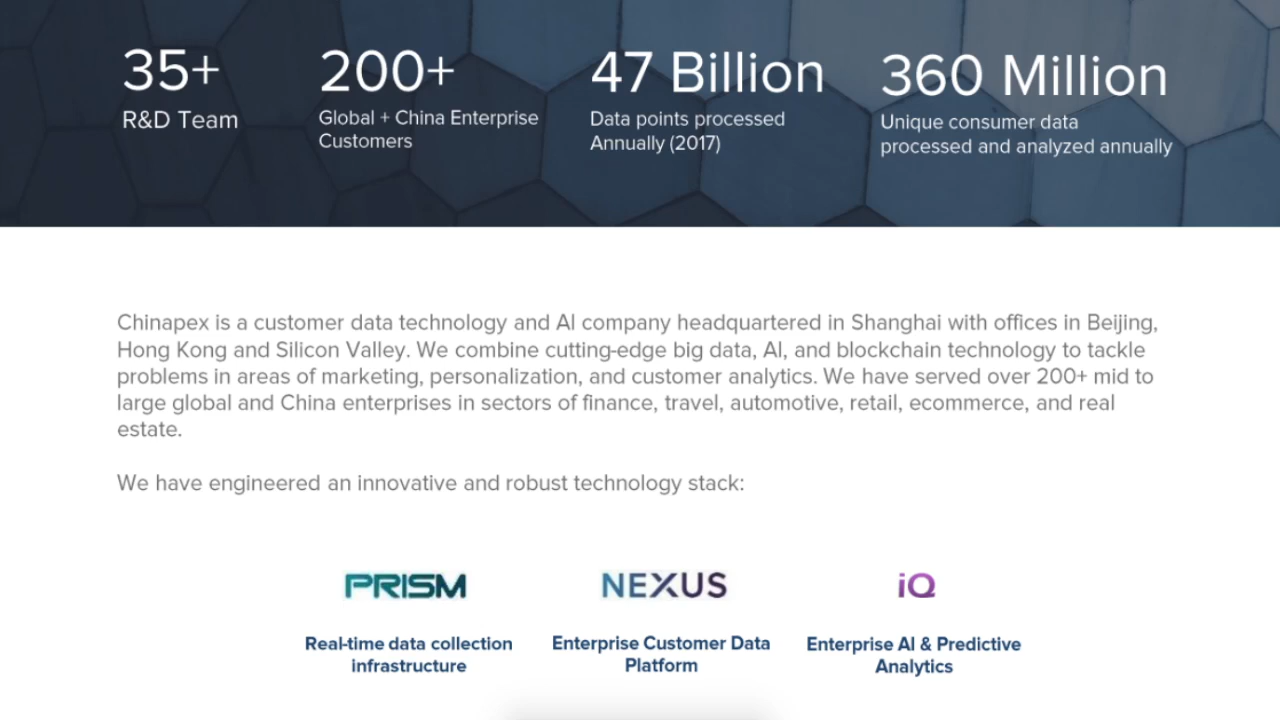 35+
R&D Team
200+
Global + China Enterprise
Customers
47 Billion
Data points processed
Annually (2017)
360 Million
Unique consumer data
processed and analyzed annually
Chinapex is a customer data technology and AI company headquartered in Shanghai with offices in Beijing,
Hong Kong and Silicon Valley. We combine cutting-edge big data, AI, and blockchain technology to tackle
problems in areas of marketing, personalization, and customer analytics. We have served over 200+ mid to
large global and China enterprises in sectors of finance, travel, automotive, retail, ecommerce, and real
estate.
We have engineered an innovative and robust technology stack:
PRISM
Real-time data collection
infrastructure
NEXUS
Enterprise Customer Data
Platform
iQ
Enterprise AI & Predictive
Analytics